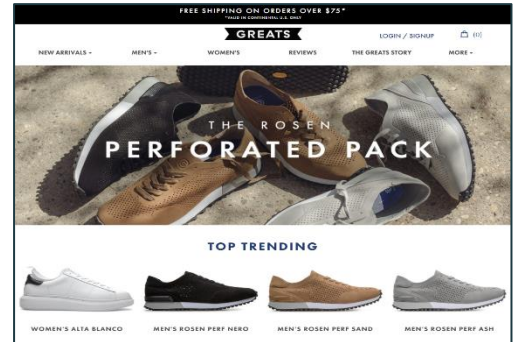 FREE SHIPPING ON ORDERS OVER $75*
*VALID IN CONTINENTAL U.S. ONLY
GREATS
LOGIN / SIGNUP
(0)
NEW ARRIVALS
MEN'S
WOMEN'S
REVIEWS
THE GREATS STORY
MORE
THE ROSEN
PERFORATED PACK
TOP TRENDING
WOMEN'S ALTA BLANCO
MEN'S ROSEN PERF NERO
MEN'S ROSEN PERF SAND
MEN'S ROSEN PERF ASH